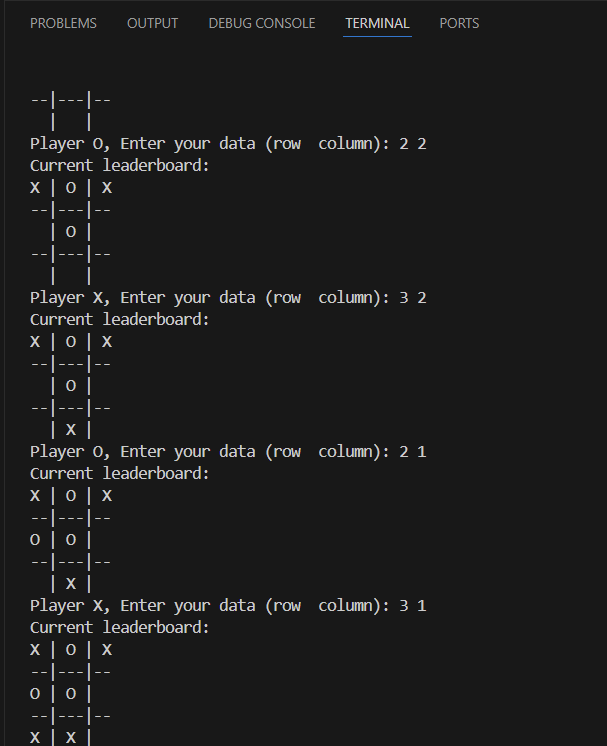 PROBLEMS OUTPUT DEBUG CONSOLE TERMINAL PORTS
--|---|--
  |   |
Player O, Enter your data (row  column): 2 2
Current leaderboard:
X | O | X
--|---|--
  | O |
--|---|--
  |   |
Player X, Enter your data (row  column): 3 2
Current leaderboard:
X | O | X
--|---|--
  | O |
--|---|--
  | X |
Player O, Enter your data (row  column): 2 1
Current leaderboard:
X | O | X
--|---|--
O | O |
--|---|--
  | X |
Player X, Enter your data (row  column): 3 1
Current leaderboard:
X | O | X
--|---|--
O | O |
--|---|--
X | X |